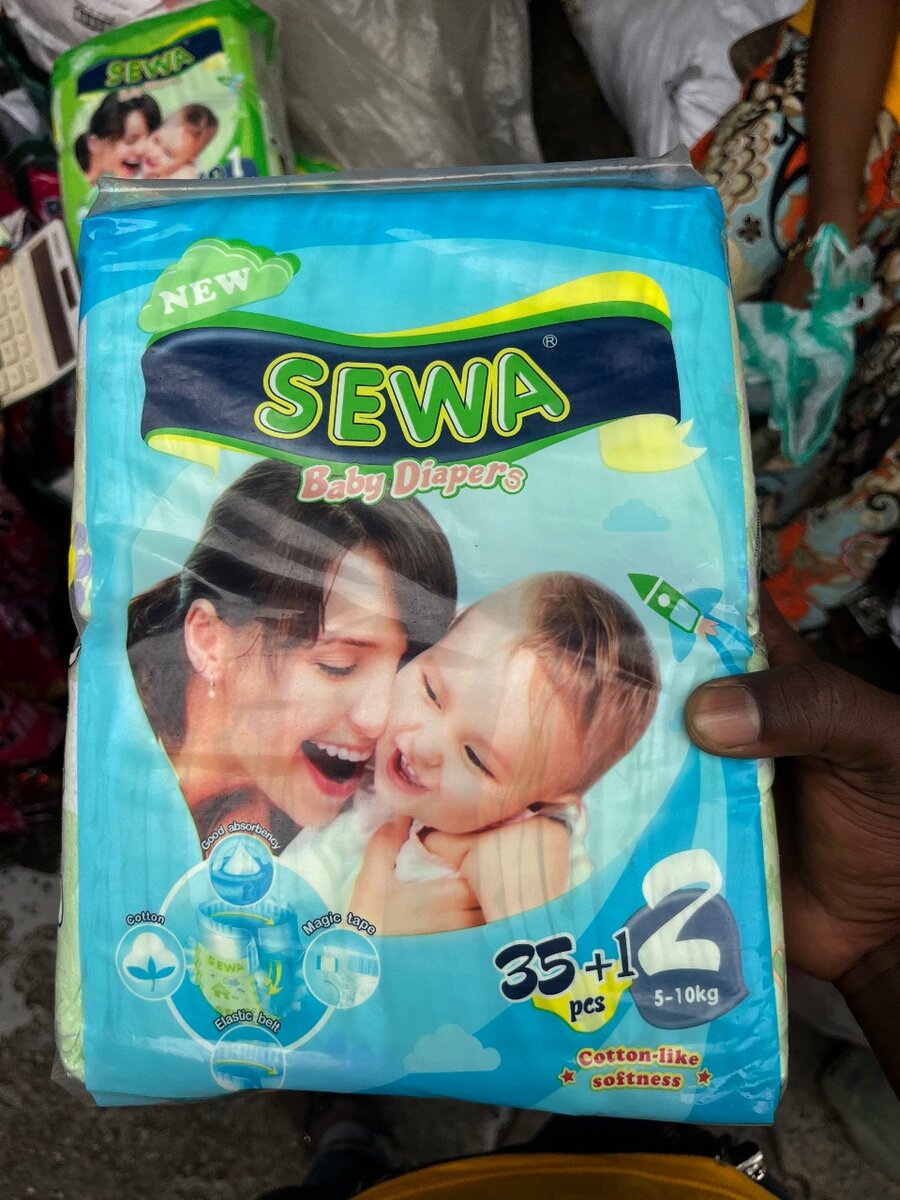 SEWA
NEW
SEWA®
Baby Diapers
Good absorbency
Cotton
Magic tape
SEWA
Elastic belt
35+1
pcs
2
5-10kg
Cotton-like
softness